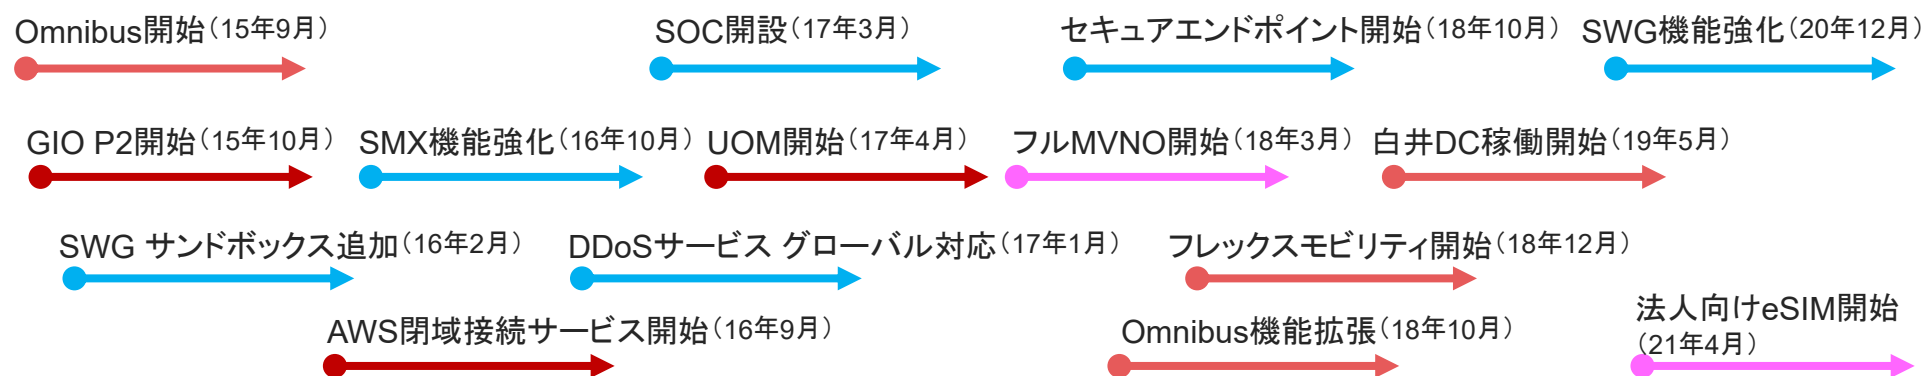 Omnibus開始（15年9月）
SOC開設（17年3月）
セキュアエンドポイント開始（18年10月）
SWG機能強化（20年12月）
GIO P2開始（15年10月）
SMX機能強化（16年10月）
UOM開始（17年4月）
フルMVNO開始（18年3月）
白井DC稼働開始（19年5月）
SWG サンドボックス追加（16年2月）
DDoSサービス グローバル対応（17年1月）
フレックスモビリティ開始（18年12月）
AWS閉域接続サービス開始（16年9月）
Omnibus機能拡張（18年10月）
法人向けeSIM開始
（21年4月）